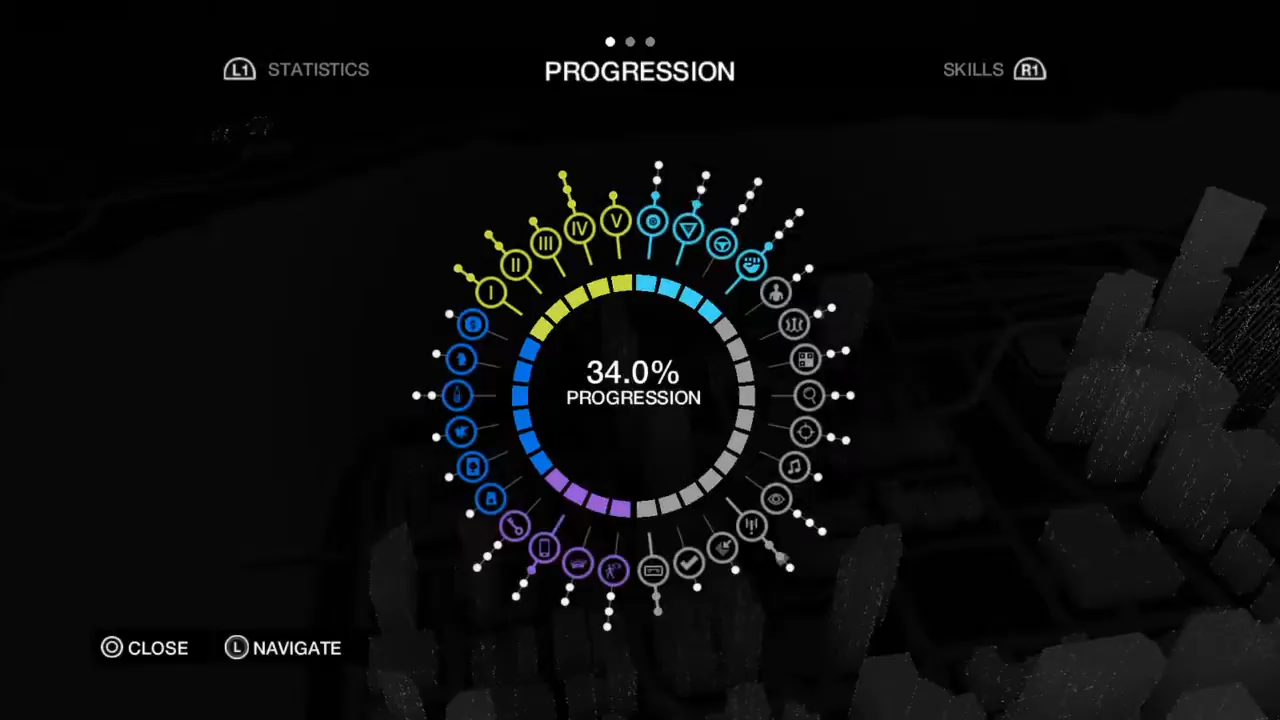 L1 STATISTICS
PROGRESSION
SKILLS R1
I
II
III
IV
V
34.0%
PROGRESSION
CLOSE
L NAVIGATE